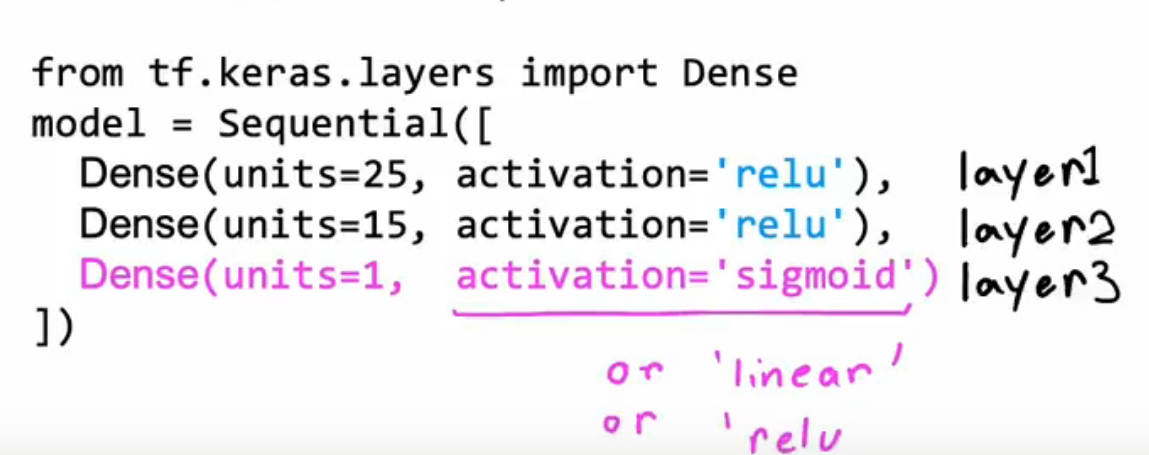 from tf.keras.layers import Dense
model = Sequential([
Dense(units=25, activation='relu'), layer1
Dense(units=15, activation='relu'), layer2
Dense(units=1, activation='sigmoid') layer3
])
or 'linear'
or 'relu